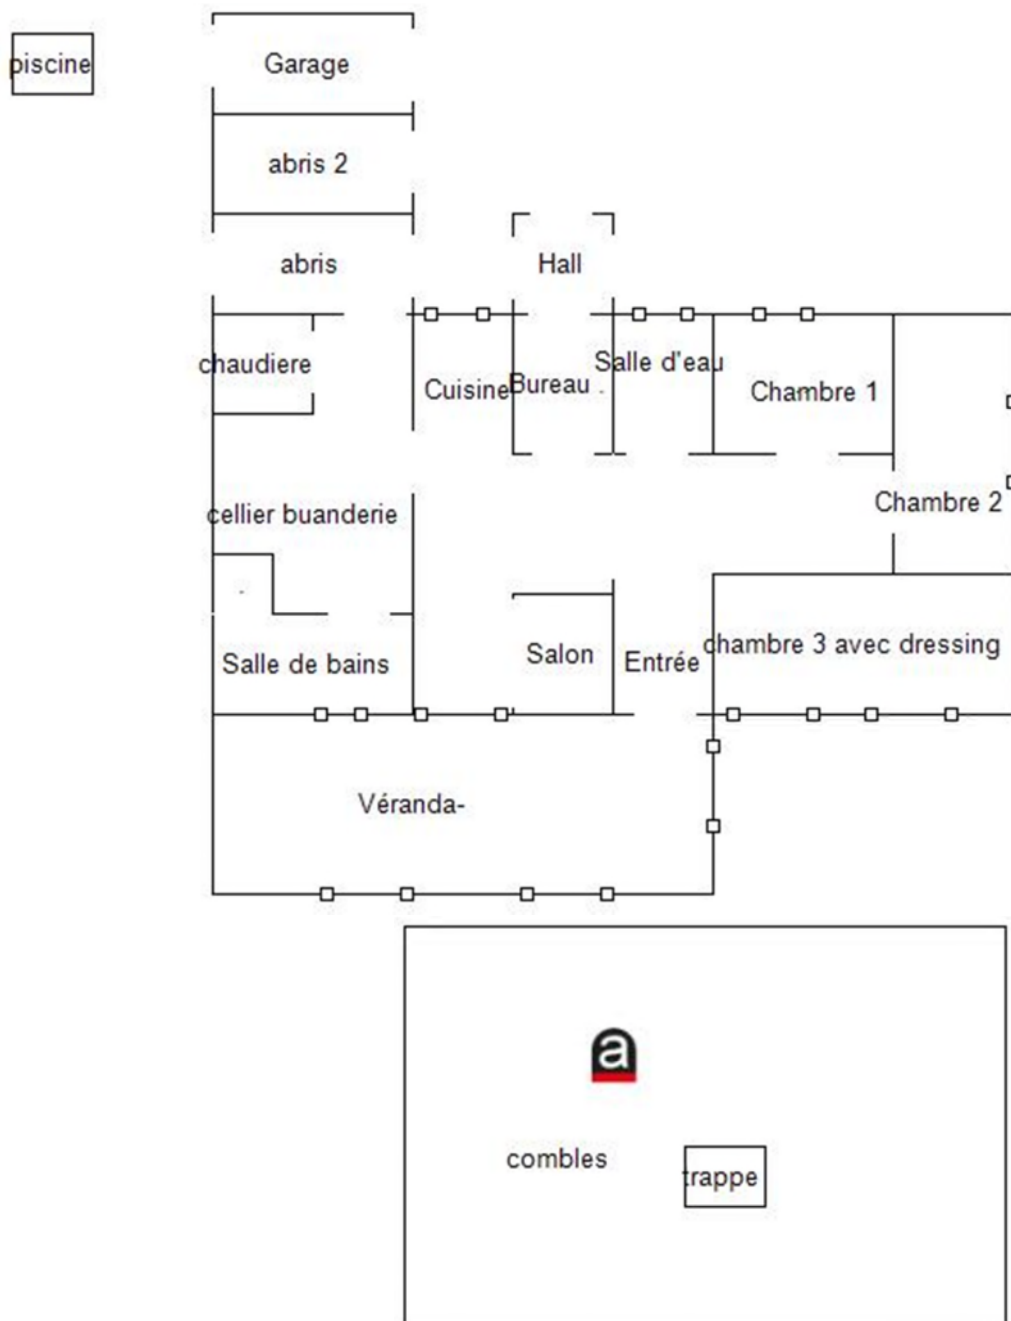 piscine
Garage
abris 2
abris
Hall
chaudiere
Cuisine
Bureau .
Salle d'eau
Chambre 1
Chambre 2
cellier buanderie
.
Salle de bains
Salon
Entrée
chambre 3 avec dressing
Véranda-
a
combles
trappe